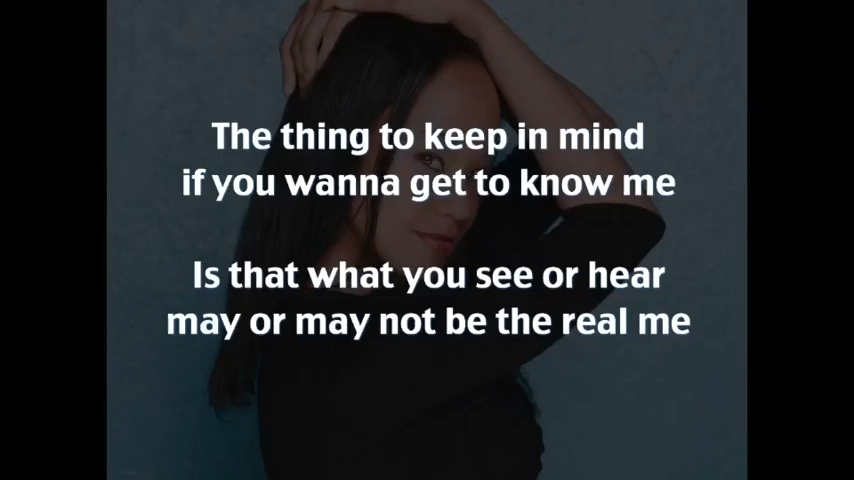 The thing to keep in mind
if you wanna get to know me
Is that what you see or hear
may or may not be the real me